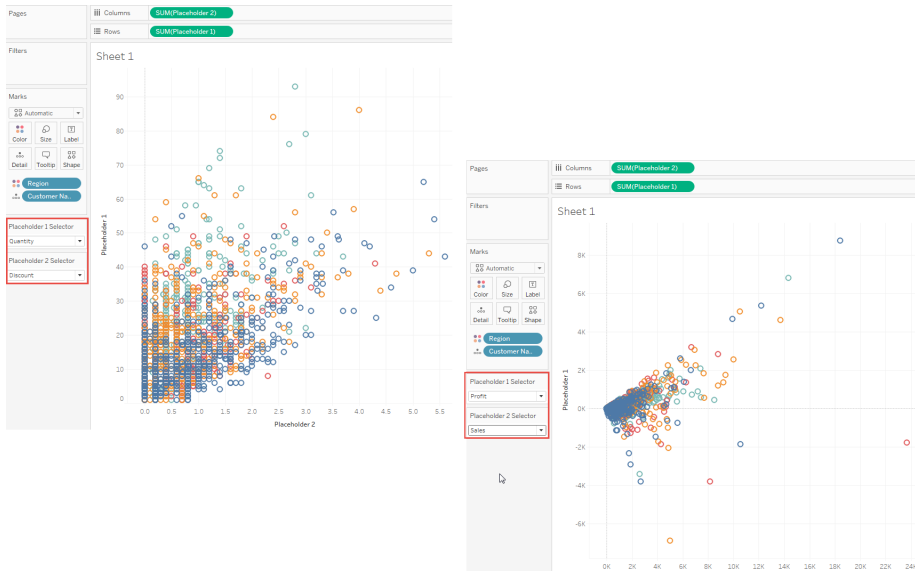 Pages
Columns
SUM(Placeholder 2)
Rows
SUM(Placeholder 1)
Filters
Marks
Automatic
Color
Size
Label
Detail
Tooltip
Shape
Region
Customer Na..
Placeholder 1 Selector
Quantity
Placeholder 2 Selector
Discount
Sheet 1
Placeholder 1
90
80
70
60
50
40
30
20
10
0
0.0 0.5 1.0 1.5 2.0 2.5 3.0 3.5 4.0 4.5 5.0 5.5
Placeholder 2
Pages
Columns
SUM(Placeholder 2)
Rows
SUM(Placeholder 1)
Filters
Marks
Automatic
Color
Size
Label
Detail
Tooltip
Shape
Region
Customer Na..
Placeholder 1 Selector
Profit
Placeholder 2 Selector
Sales
Sheet 1
Placeholder 1
8K
6K
4K
2K
0K
-2K
-4K
-6K
0K 2K 4K 6K 8K 10K 12K 14K 16K 18K 20K 22K 24K